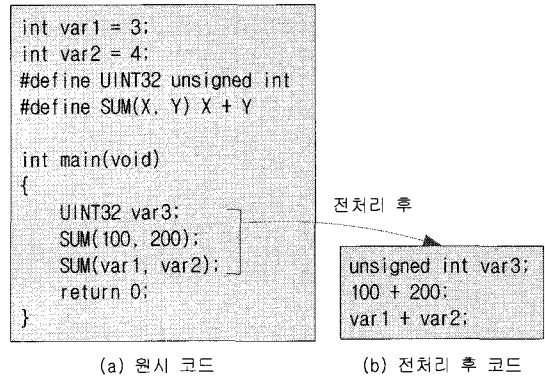 int var1 = 3;
int var2 = 4;
#define UINT32 unsigned int
#define SUM(X, Y) X + Y
int main(void)
{
UINT32 var3;
SUM(100, 200);
SUM(var1, var2);
return 0;
}
전처리 후
unsigned int var3;
100 + 200;
var1 + var2;
(a) 원시 코드
(b) 전처리 후 코드